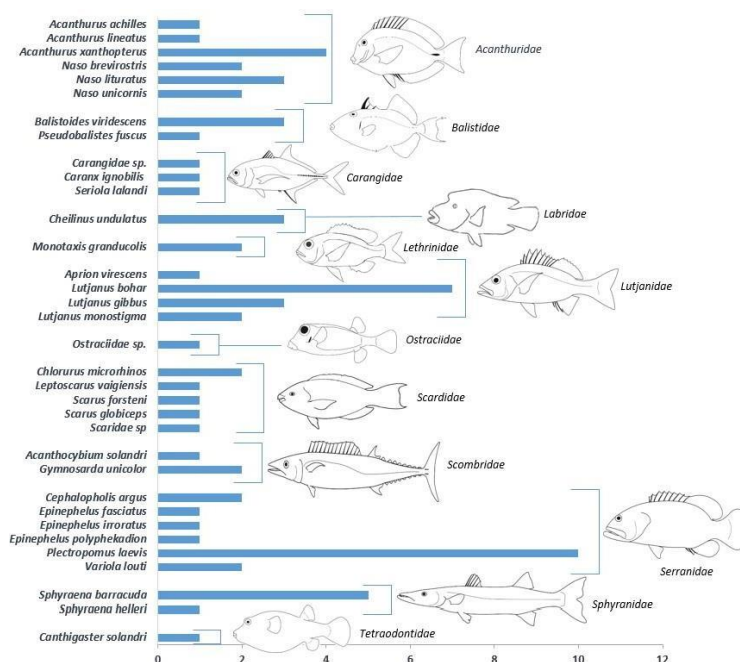 Acanthurus achilles
Acanthurus lineatus
Acanthurus xanthopterus
Naso brevirostris
Naso lituratus
Naso unicornis
Acanthuridae
Balistoides viridescens
Pseudobalistes fuscus
Balistidae
Carangidae sp.
Caranx ignobilis
Seriola lalandi
Carangidae
Cheilinus undulatus
Labridae
Monotaxis granducolis
Lethrinidae
Aprion virescens
Lutjanus bohar
Lutjanus gibbus
Lutjanus monostigma
Lutjanidae
Ostraciidae sp.
Ostraciidae
Chlorurus microrhinos
Leptoscarus vaigiensis
Scarus forsteni
Scarus globiceps
Scaridae sp
Scardidae
Acanthocybium solandri
Gymnosarda unicolor
Scombridae
Cephalopholis argus
Epinephelus fasciatus
Epinephelus irroratus
Epinephelus polyphekadion
Plectropomus laevis
Variola louti
Serranidae
Sphyraena barracuda
Sphyraena helleri
Sphyranidae
Canthigaster solandri
Tetraodontidae
0 2 4 6 8 10 12